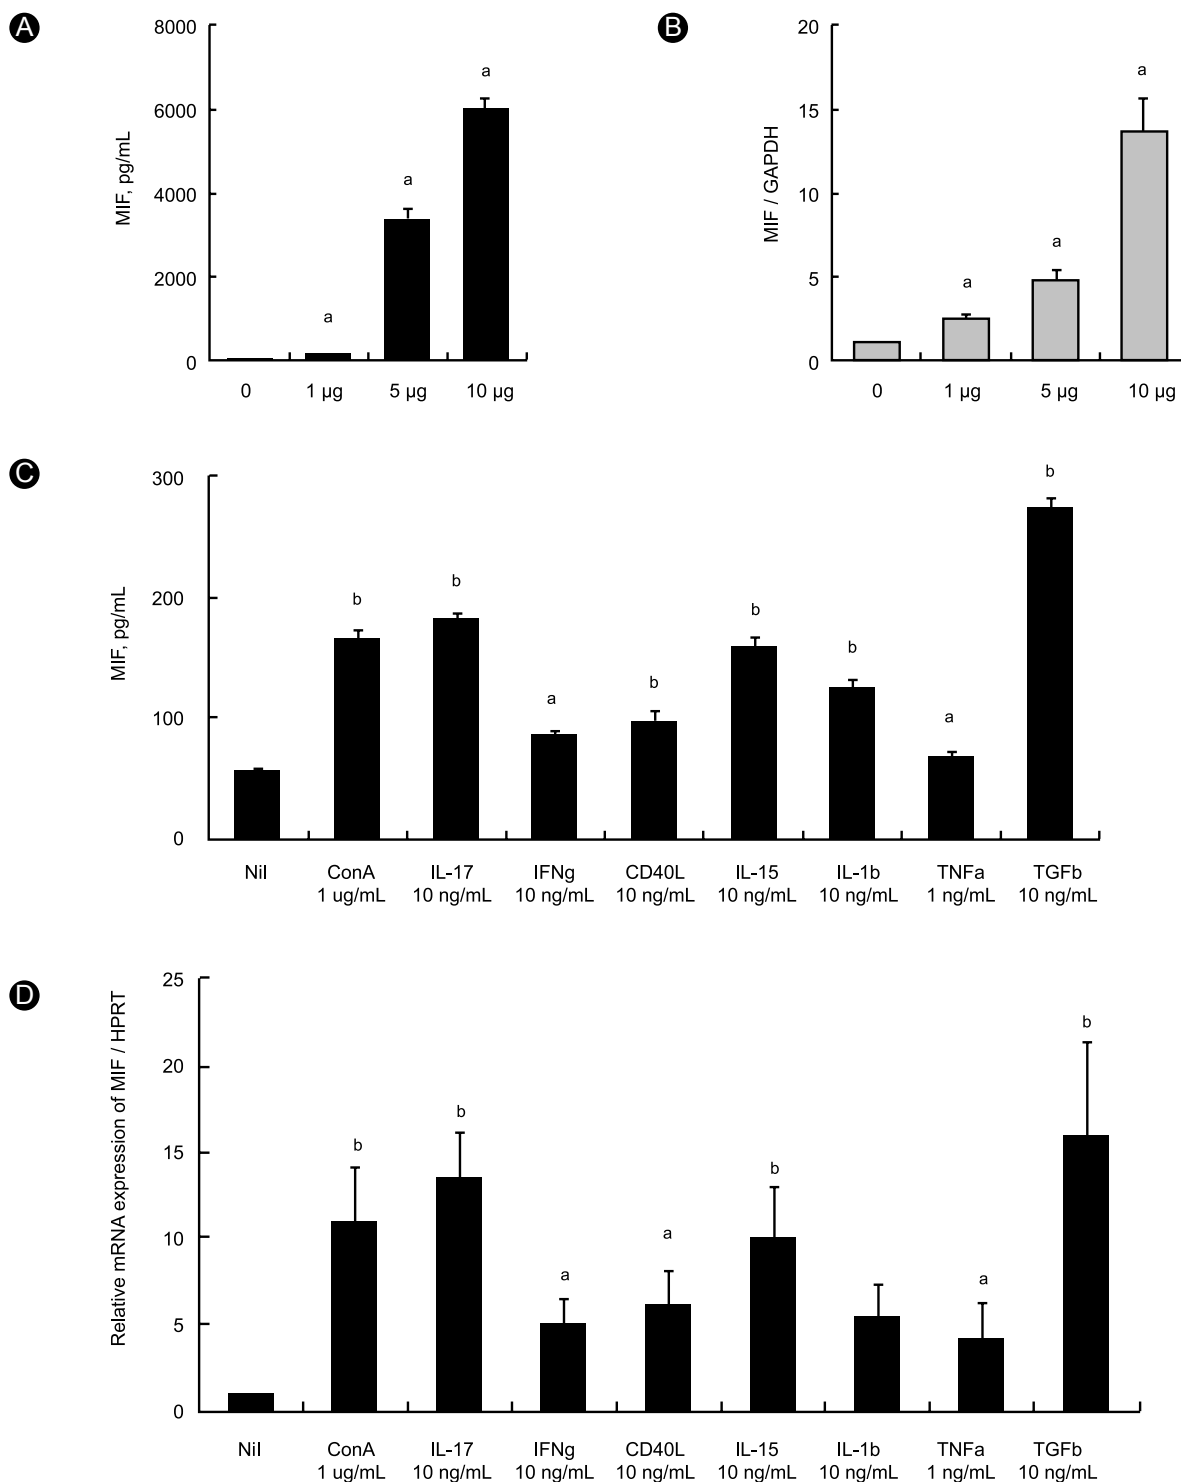 A
MIF, pg/mL
8000
6000
4000
2000
0
a
a
a
0 1 µg 5 µg 10 µg
B
MIF / GAPDH
20
15
10
5
0
a
a
a
0 1 µg 5 µg 10 µg
C
MIF, pg/mL
300
200
100
0
b b a b b b a b
Nil ConA IL-17 IFNg CD40L IL-15 IL-1b TNFa TGFb
1 ug/mL 10 ng/mL 10 ng/mL 10 ng/mL 10 ng/mL 10 ng/mL 1 ng/mL 10 ng/mL
D
Relative mRNA expression of MIF / HPRT
25
20
15
10
5
0
b b a a b a b
Nil ConA IL-17 IFNg CD40L IL-15 IL-1b TNFa TGFb
1 ug/mL 10 ng/mL 10 ng/mL 10 ng/mL 10 ng/mL 10 ng/mL 1 ng/mL 10 ng/mL